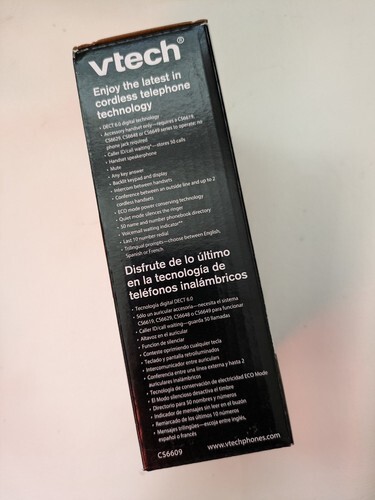 vtech®
Enjoy the latest in
cordless telephone
technology
• DECT 6.0 digital technology
• Accessory handset only—requires a CS6619,
CS6629, CS6648 or CS6649 series to operate; no
phone jack required
• Caller ID/call waiting*—stores 50 calls
• Handset speakerphone
• Mute
• Any key answer
• Backlit keypad and display
• Intercom between handsets
• Conference between an outside line and up to 2
cordless handsets
• ECO mode power conserving technology
• Quiet mode silences the ringer
• 50 name and number phonebook directory
• Voicemail waiting indicator**
• Last 10 number redial
• Trilingual prompts—choose between English,
Spanish or French
Disfrute de lo último
en la tecnología de
teléfonos inalámbricos
• Tecnología digital DECT 6.0
• Sólo un auricular accesorio—necesita el sistema
CS6619, CS6629, CS6648 o CS6649 para funcionar
• Caller ID/call waiting—guarda 50 llamadas
• Altavoz en el auricular
• Funcion de silenciar
• Conteste oprimiendo cualquier tecla
• Teclado y pantalla retroiluminados
• Intercomunicador entre auriculares
• Conferencia entre una línea externa y hasta 2
auriculares inalámbricos
• Tecnología de conservación de electricidad ECO Mode
• El Modo silencioso desactiva el timbre
• Directorio para 50 nombres y números
• Indicador de mensajes sin leer en el buzón
• Remarcado de los últimos 10 números
• Mensajes trilingües—escoja entre inglés,
español o francés
CS6609
www.vtechphones.com